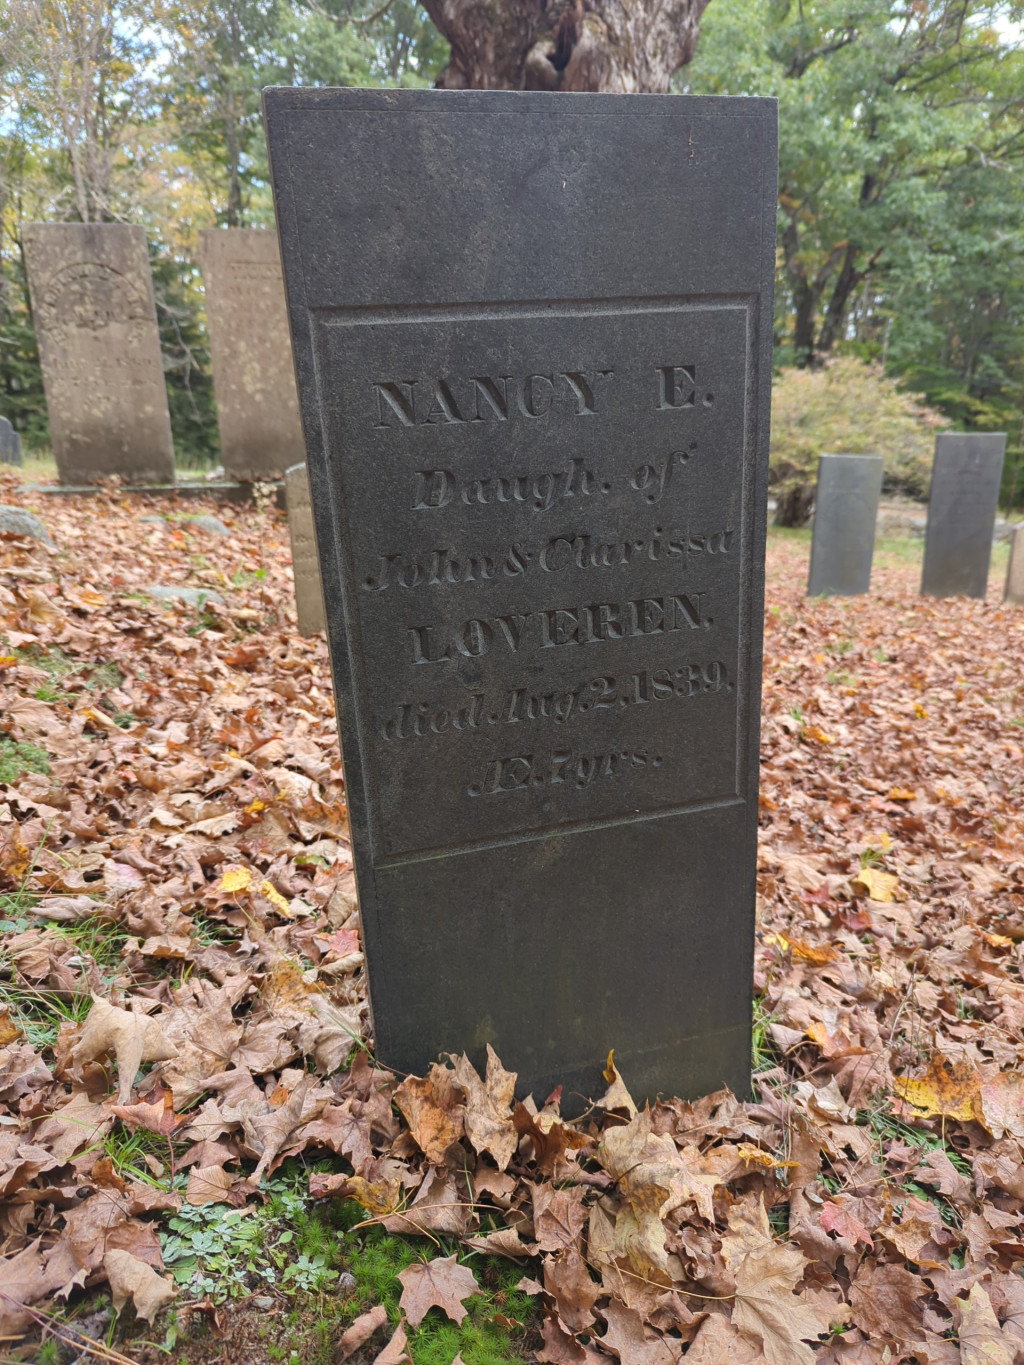 NANCY E.
Daugh. of
John & Clarissa
LOVEREN.
died. Aug. 2, 1839.
Æ. 7 yrs.